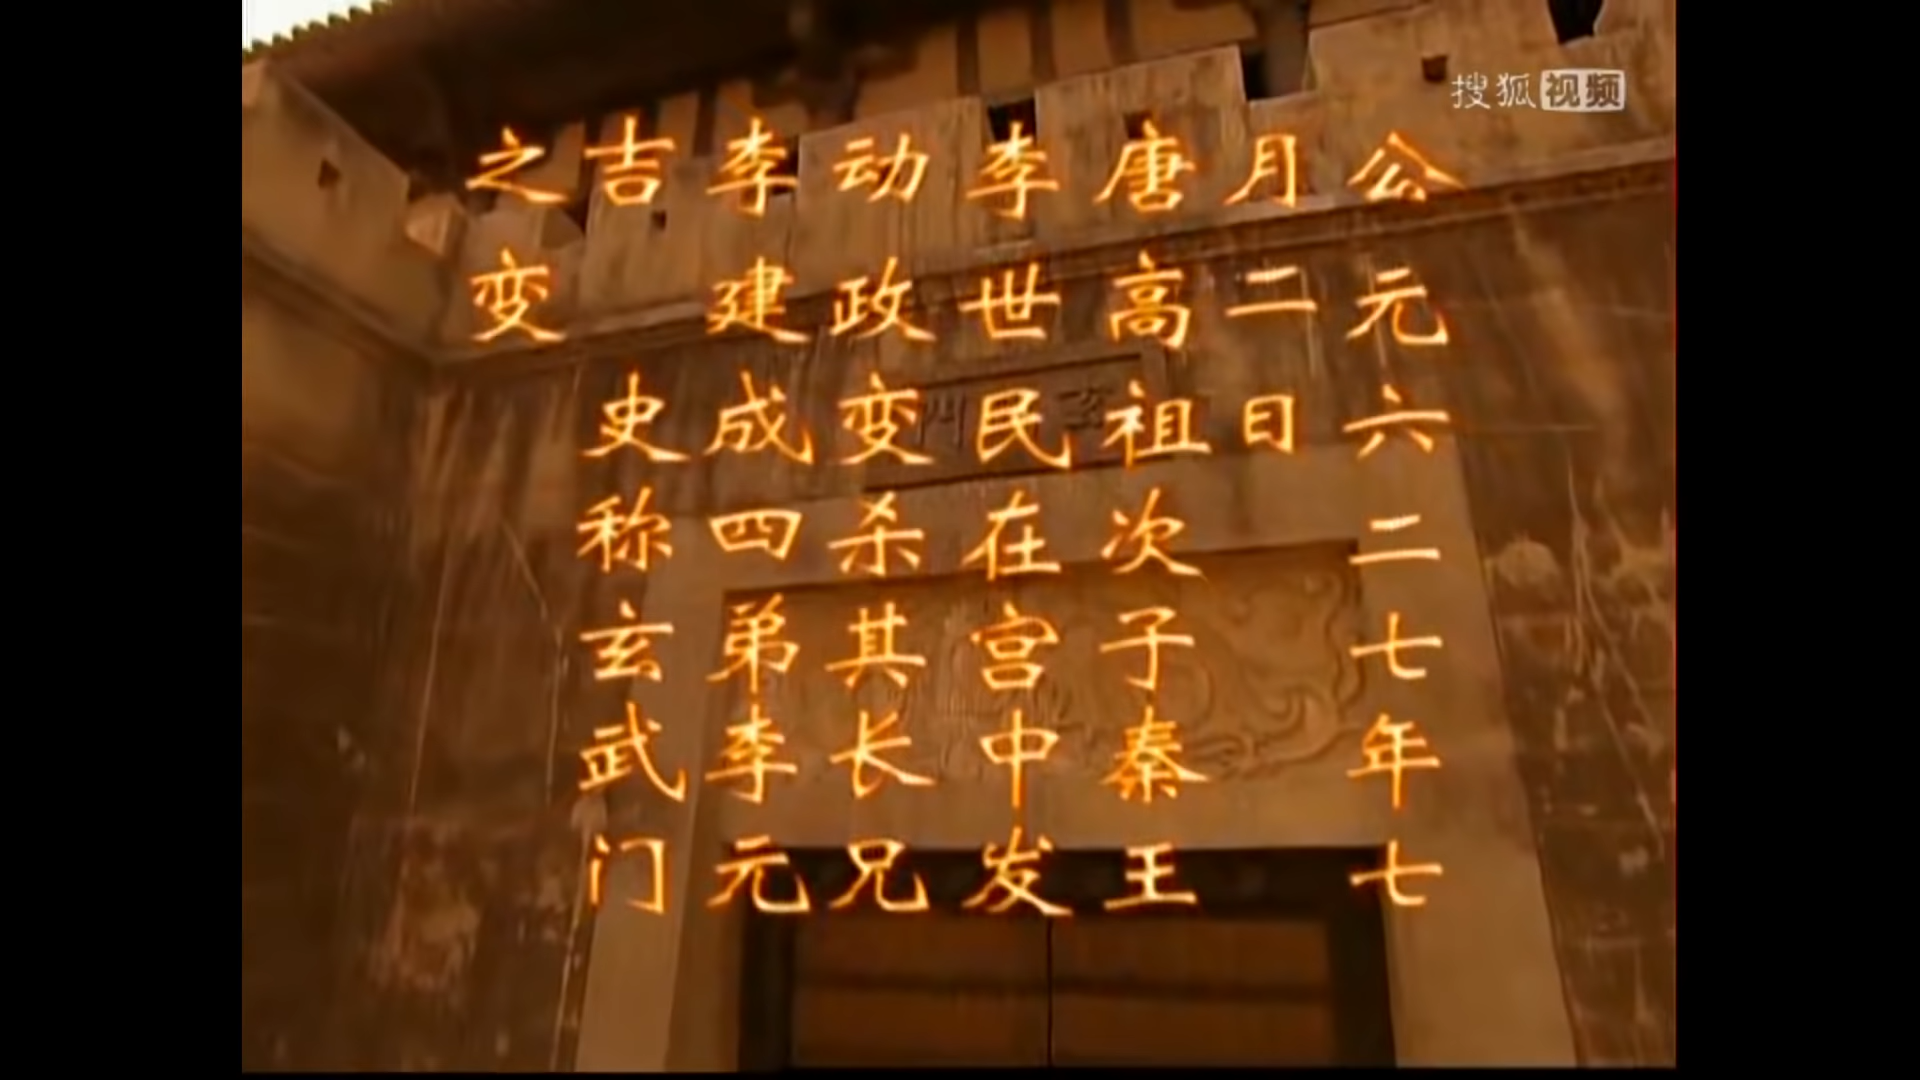 搜狐视频
公元六二七年七
月二日
唐高祖次子秦王
李世民在宫中发
动政变杀其长兄
李建成四弟李元
吉 史称玄武门
之变